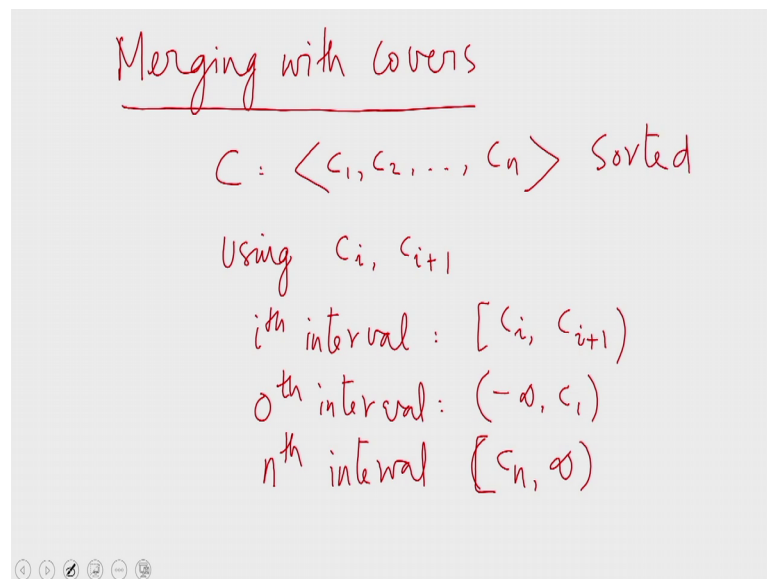 Merging with covers
C : <c₁, c₂, . . , cₙ> Sorted
Using cᵢ, cᵢ₊₁
iᵗʰ interval : [cᵢ, cᵢ₊₁)
0ᵗʰ interval : (-∞, c₁)
nᵗʰ interval [cₙ, ∞)